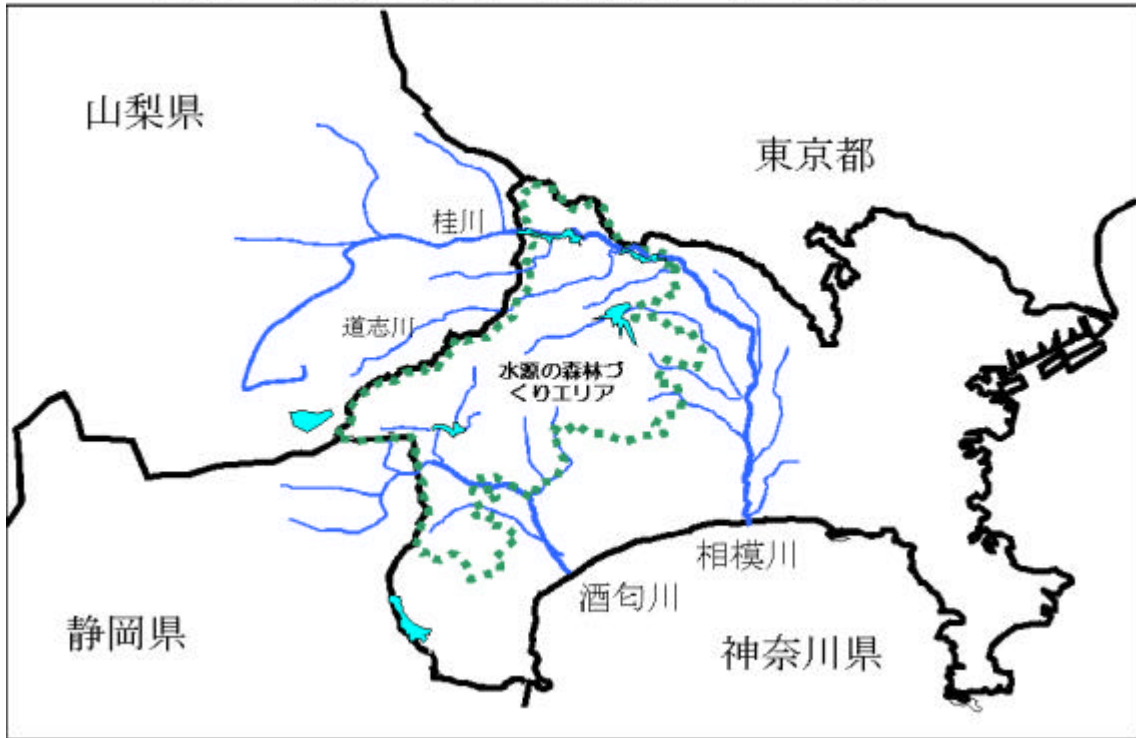 山梨県
東京都
桂川
道志川
水源の森林づ
くりエリア
相模川
酒匂川
静岡県
神奈川県